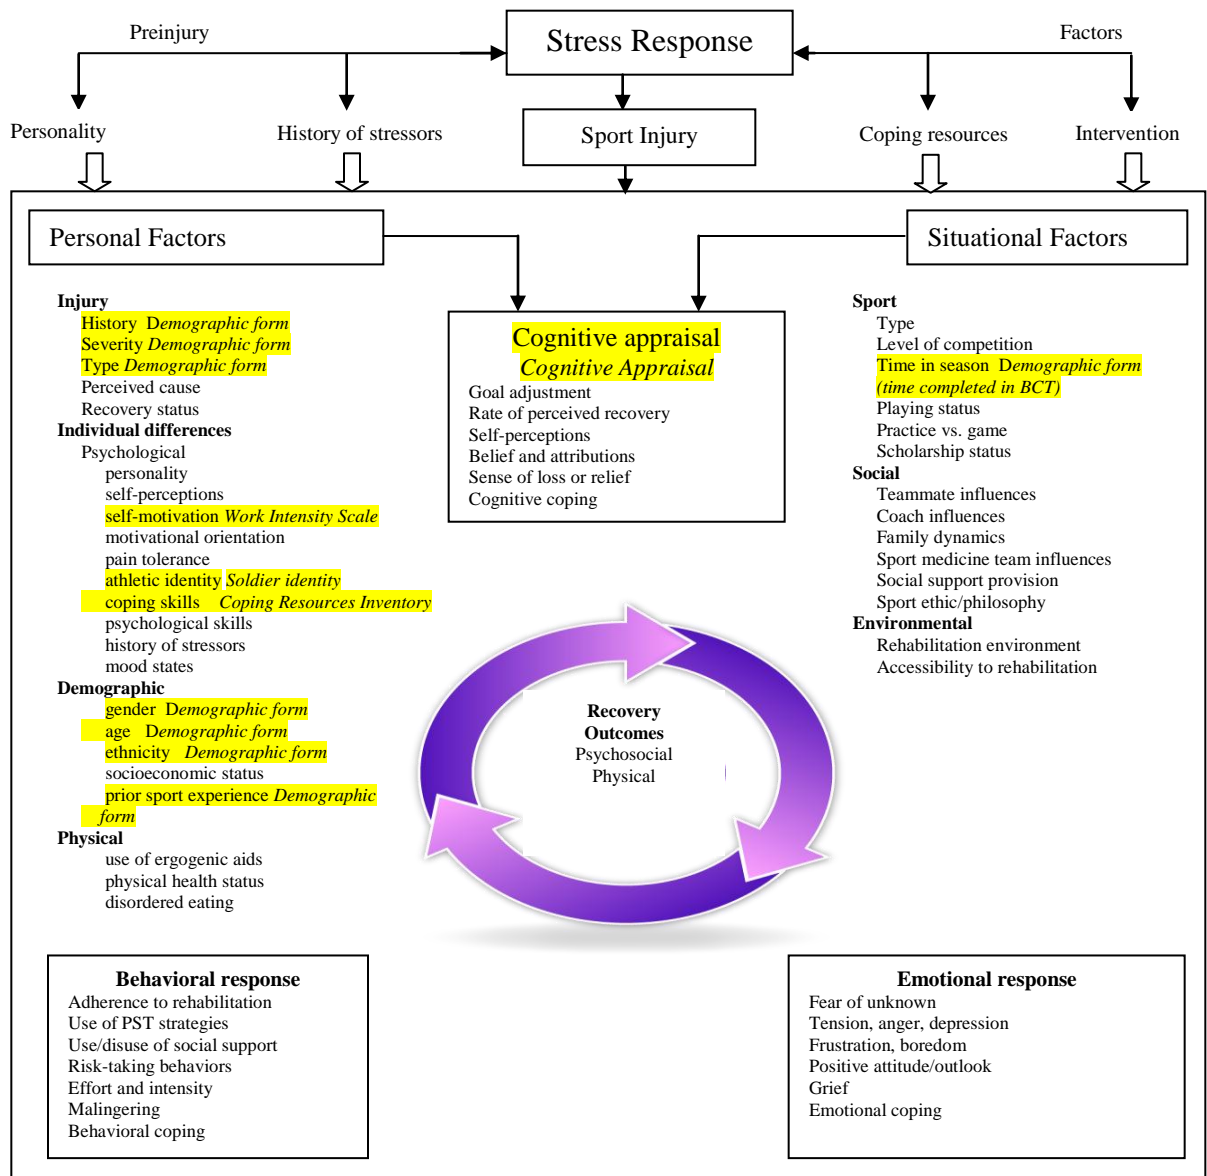 Preinjury
Stress Response
Factors
Personality
History of stressors
Sport Injury
Coping resources
Intervention
Personal Factors
Situational Factors
Injury
History  Demographic form
Severity Demographic form
Type Demographic form
Perceived cause
Recovery status
Individual differences
Psychological
personality
self-perceptions
self-motivation Work Intensity Scale
motivational orientation
pain tolerance
athletic identity Soldier identity
coping skills    Coping Resources Inventory
psychological skills
history of stressors
mood states
Demographic
gender  Demographic form
age   Demographic form
ethnicity   Demographic form
socioeconomic status
prior sport experience Demographic
form
Physical
use of ergogenic aids
physical health status
disordered eating
Cognitive appraisal
Cognitive Appraisal
Goal adjustment
Rate of perceived recovery
Self-perceptions
Belief and attributions
Sense of loss or relief
Cognitive coping
Sport
Type
Level of competition
Time in season  Demographic form
(time completed in BCT)
Playing status
Practice vs. game
Scholarship status
Social
Teammate influences
Coach influences
Family dynamics
Sport medicine team influences
Social support provision
Sport ethic/philosophy
Environmental
Rehabilitation environment
Accessibility to rehabilitation
Recovery
Outcomes
Psychosocial
Physical
Behavioral response
Adherence to rehabilitation
Use of PST strategies
Use/disuse of social support
Risk-taking behaviors
Effort and intensity
Malingering
Behavioral coping
Emotional response
Fear of unknown
Tension, anger, depression
Frustration, boredom
Positive attitude/outlook
Grief
Emotional coping